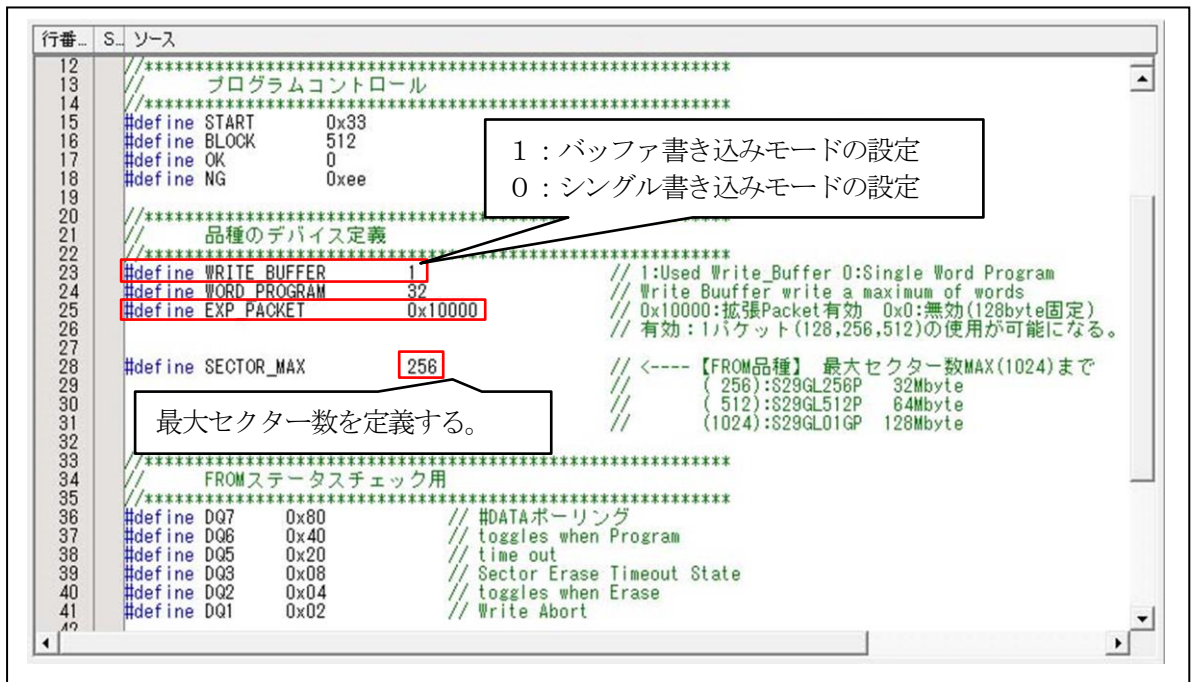 行番... S... ソース
12 //**********************************************************
13 // プログラムコントロール
14 //**********************************************************
15 #define START 0x33
16 #define BLOCK 512
17 #define OK 0
18 #define NG 0xee
19
１：バッファ書き込みモードの設定
０：シングル書き込みモードの設定
20 //**********************************************************
21 // 品種のデバイス定義
22 //**********************************************************
23 #define WRITE_BUFFER 1 // 1:Used Write_Buffer 0:Single Word Program
24 #define WORD_PROGRAM 32 // Write Buuffer write a maximum of words
25 #define EXP_PACKET 0x10000 // 0x10000:拡張Packet有効 0x0:無効(128byte固定)
26 // 有効：1パケット(128,256,512)の使用が可能になる。
27
28 #define SECTOR_MAX 256 // <---- 【FROM品種】 最大セクター数MAX(1024)まで
29 // ( 256):S29GL256P 32Mbyte
30 // ( 512):S29GL512P 64Mbyte
31 // (1024):S29GL01GP 128Mbyte
最大セクター数を定義する。
32
33 //**********************************************************
34 // FROMステータスチェック用
35 //**********************************************************
36 #define DQ7 0x80 // #DATAポーリング
37 #define DQ6 0x40 // toggles when Program
38 #define DQ5 0x20 // time out
39 #define DQ3 0x08 // Sector Erase Timeout State
40 #define DQ2 0x04 // toggles when Erase
41 #define DQ1 0x02 // Write Abort
42